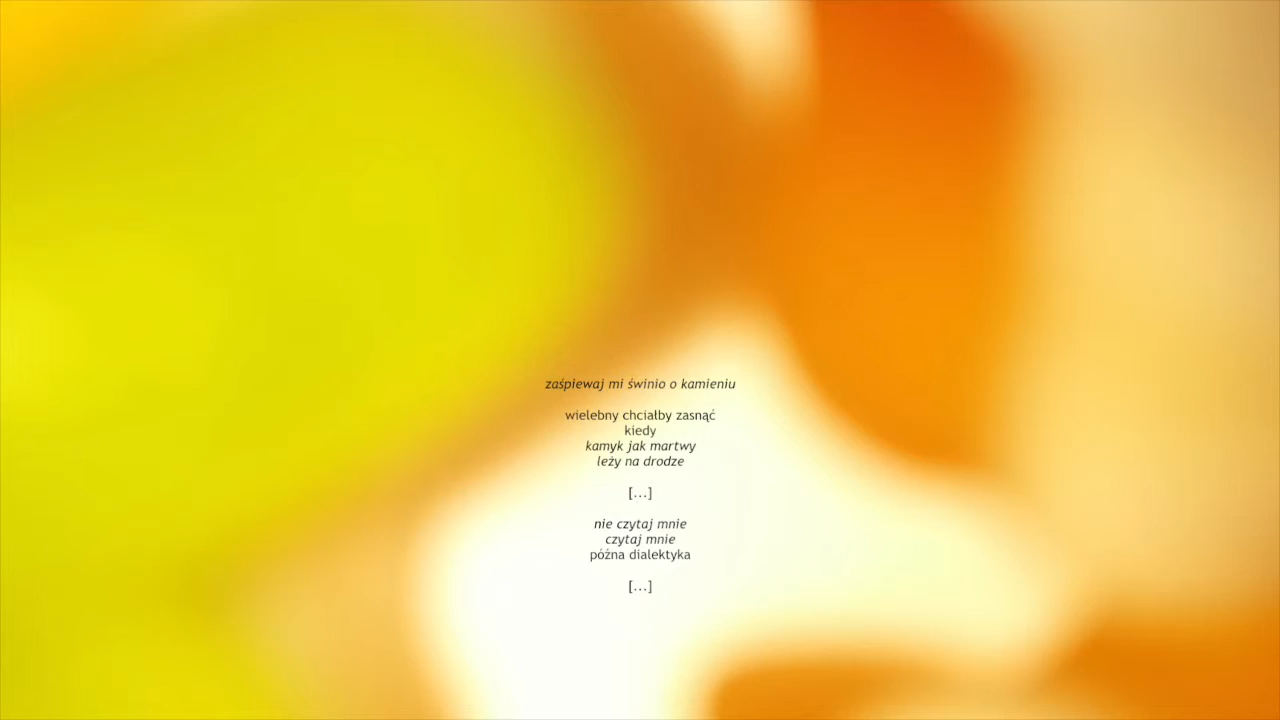 zaśpiewaj mi świnio o kamieniu
wielebny chciałby zasnąć
kiedy
kamyk jak martwy
leży na drodze
[...]
nie czytaj mnie
czytaj mnie
późna dialektyka
[...]